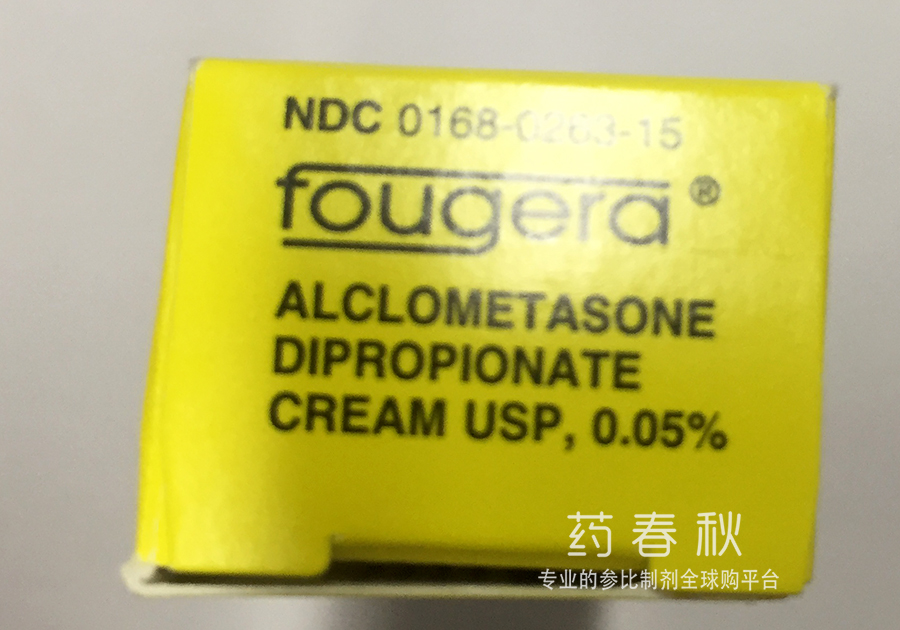 NDC 0168-0263-15
fougera®
ALCLOMETASONE
DIPROPIONATE
CREAM USP, 0.05%
药春秋
专业的参比制剂全球购平台